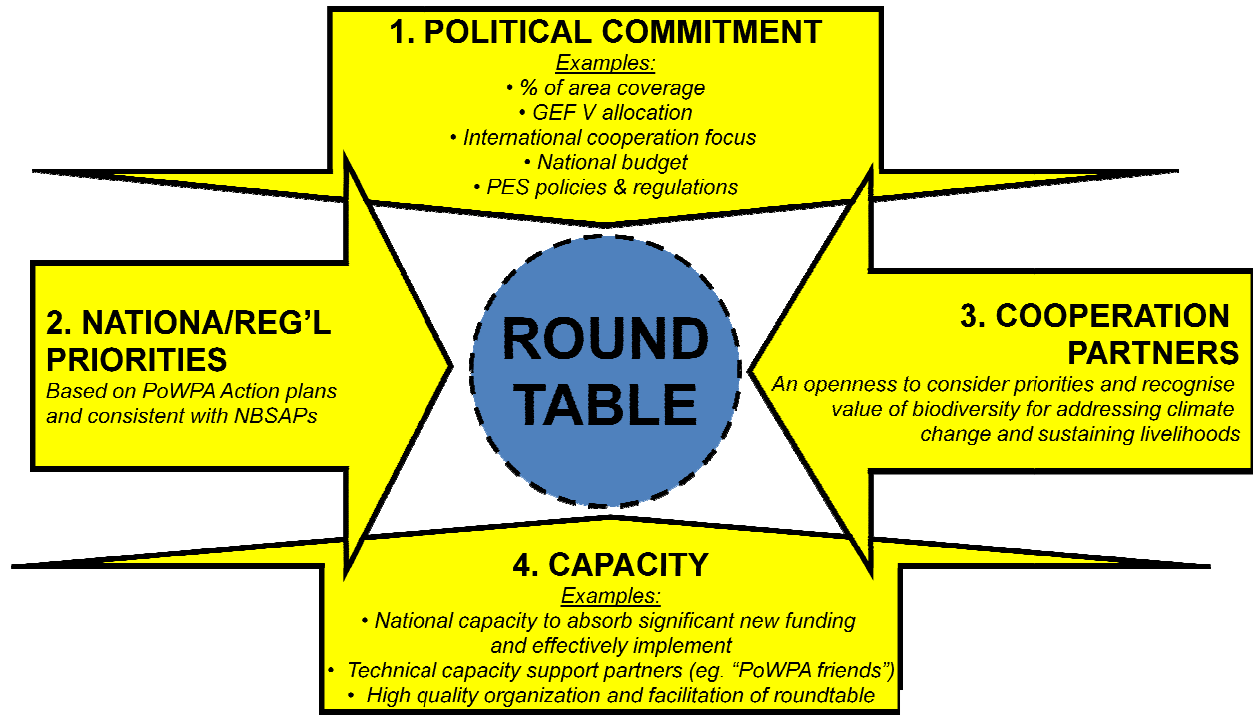 1. POLITICAL COMMITMENT
Examples:
• % of area coverage
• GEF V allocation
• International cooperation focus
• National budget
• PES policies & regulations
2. NATIONA/REG’L
PRIORITIES
Based on PoWPA Action plans
and consistent with NBSAPs
ROUND
TABLE
3. COOPERATION
PARTNERS
An openness to consider priorities and recognise
value of biodiversity for addressing climate
change and sustaining livelihoods
4. CAPACITY
Examples:
• National capacity to absorb significant new funding
and effectively implement
• Technical capacity support partners (eg. “PoWPA friends”)
• High quality organization and facilitation of roundtable